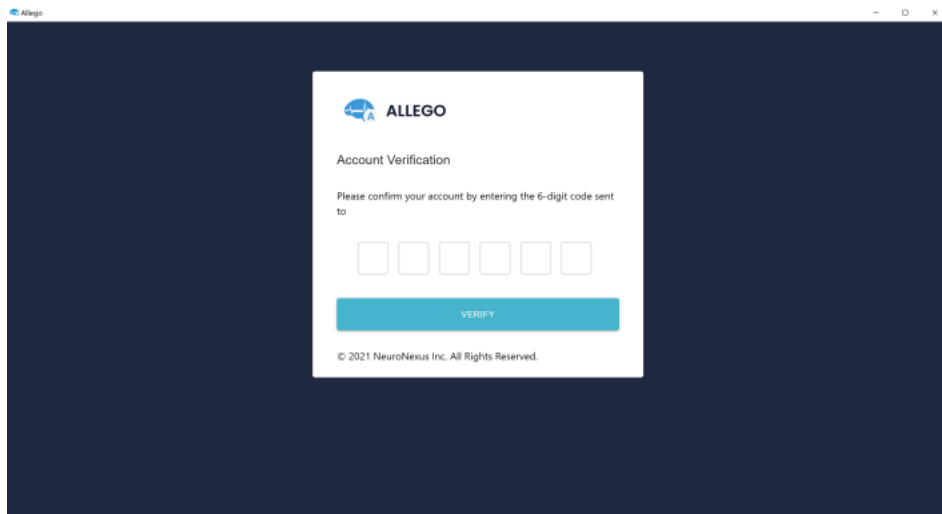 Allego
ALLEGO
Account Verification
Please confirm your account by entering the 6-digit code sent
to
VERIFY
© 2021 NeuroNexus Inc. All Rights Reserved.